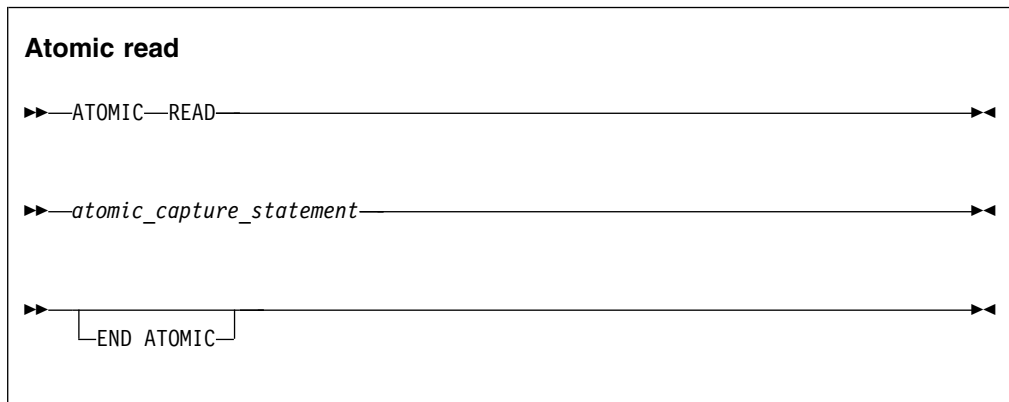 Atomic read
ATOMIC READ
atomic_capture_statement
END ATOMIC